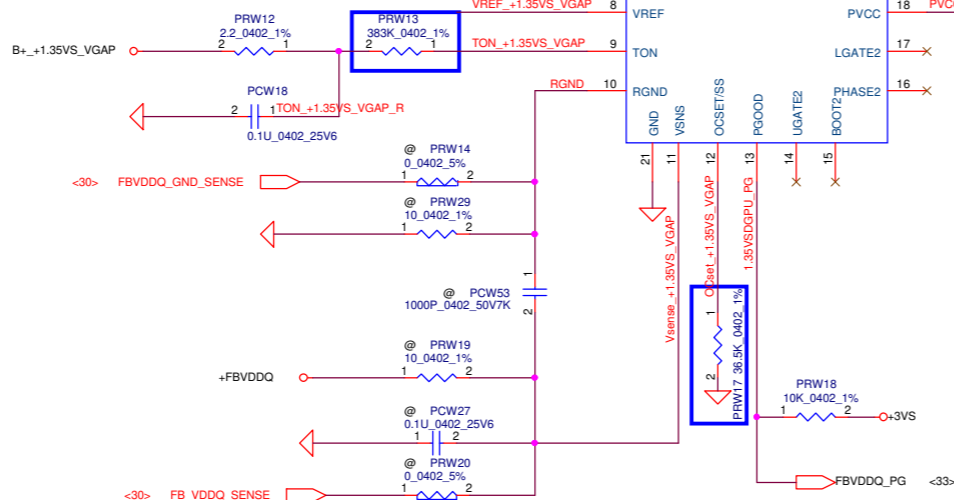 VREF_+1.35VS_VGAP
8
VREF
PVCC
18
PVCC
PRW12
2.2_0402_1%
PRW13
383K_0402_1%
B+_+1.35VS_VGAP
2
1
2
1
TON_+1.35VS_VGAP
9
TON
LGATE2
17
RGND
10
RGND
PHASE2
16
PCW18
2
1
TON_+1.35VS_VGAP_R
0.1U_0402_25V6
GND
VSNS
OCSET/SS
PGOOD
UGATE2
BOOT2
21
11
12
13
14
15
@
PRW14
0_0402_5%
<30>
FBVDDQ_GND_SENSE
1
2
@
PRW29
10_0402_1%
1
2
Vsense_+1.35VS_VGAP
OCset_+1.35VS_VGAP
1.35VSDGPU_PG
@
PCW53
1000P_0402_50V7K
1
2
PRW17
36.5K_0402_1%
1
2
@
PRW19
10_0402_1%
+FBVDDQ
1
2
PRW18
10K_0402_1%
1
2
+3VS
@
PCW27
0.1U_0402_25V6
1
2
@
PRW20
0_0402_5%
<30>
FB_VDDQ_SENSE
1
2
FBVDDQ_PG
<33>